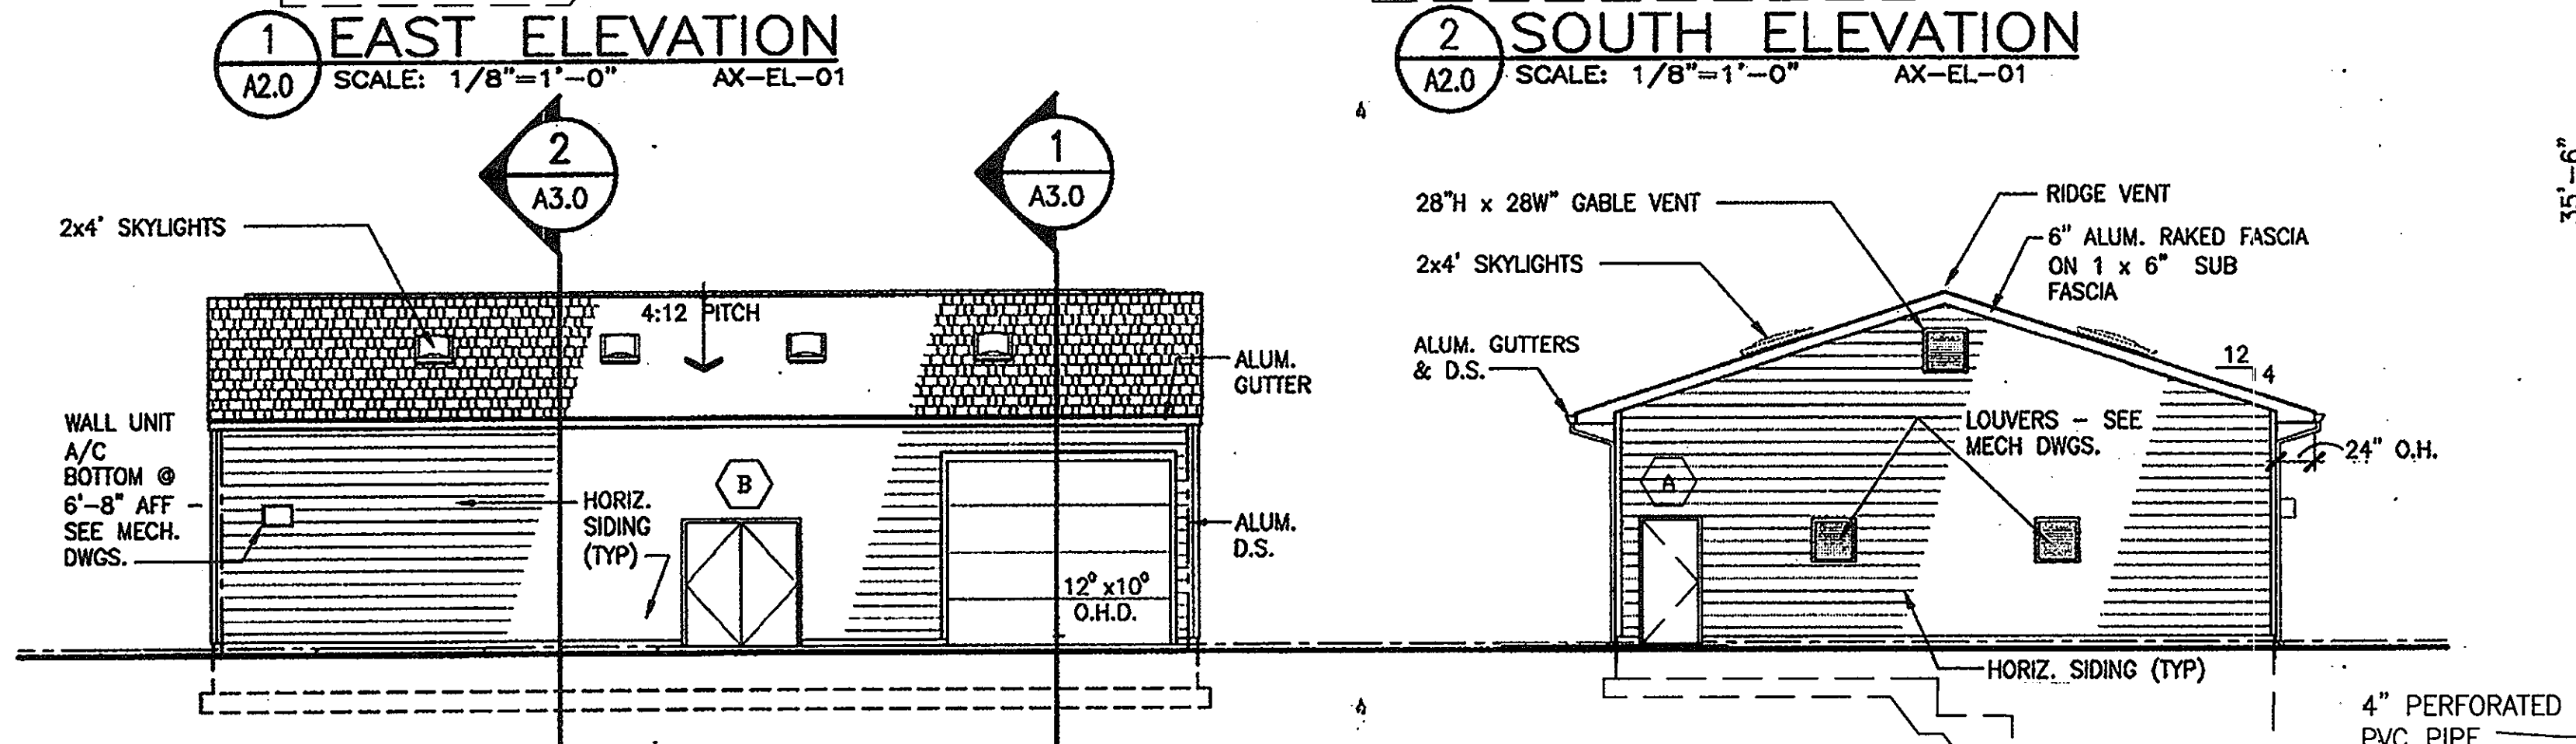 1
A2.0
EAST ELEVATION
SCALE: 1/8"=1'-0" AX-EL-01
2
A2.0
SOUTH ELEVATION
SCALE: 1/8"=1'-0" AX-EL-01
2
A3.0
1
A3.0
2x4' SKYLIGHTS
4:12 PITCH
ALUM.
GUTTER
WALL UNIT
A/C
BOTTOM @
6'-8" AFF
SEE MECH.
DWGS.
HORIZ.
SIDING
(TYP)
B
12⁰ x10⁰
O.H.D.
ALUM.
D.S.
28"H x 28W" GABLE VENT
2x4' SKYLIGHTS
ALUM. GUTTERS
& D.S.
RIDGE VENT
6" ALUM. RAKED FASCIA
ON 1 x 6" SUB
FASCIA
12
4
LOUVERS - SEE
MECH DWGS.
24" O.H.
A
HORIZ. SIDING (TYP)
35'-6"
4" PERFORATED
PVC PIPE